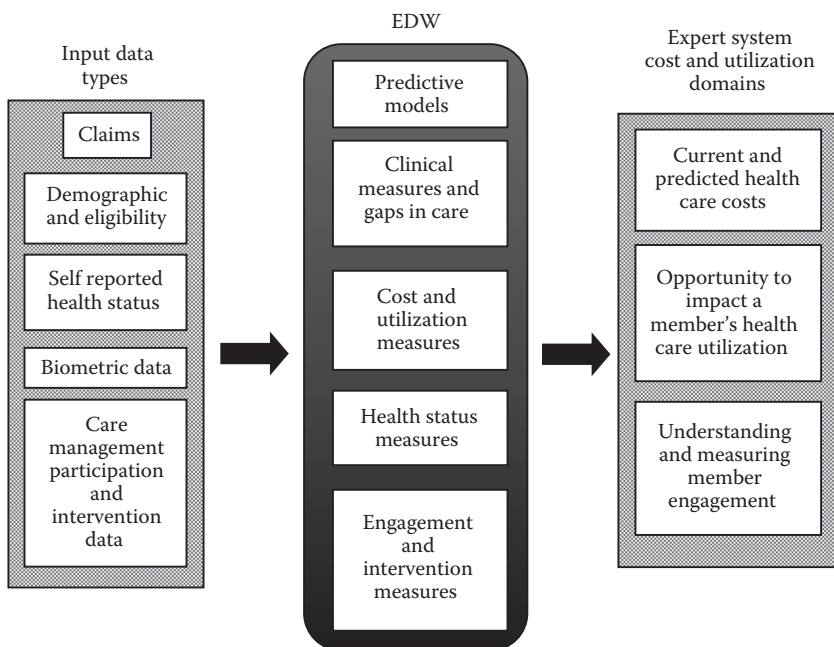 Input data
types
Claims
Demographic
and eligibility
Self reported
health status
Biometric data
Care
management
participation
and
intervention
data
EDW
Predictive
models
Clinical
measures and
gaps in care
Cost and
utilization
measures
Health status
measures
Engagement
and
intervention
measures
Expert system
cost and utilization
domains
Current and
predicted health
care costs
Opportunity to
impact a
member's health
care utilization
Understanding
and measuring
member
engagement